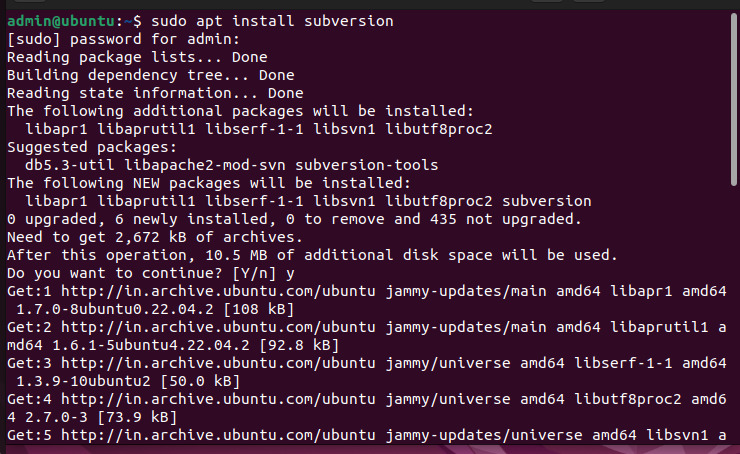 admin@ubuntu:~$ sudo apt install subversion
[sudo] password for admin:
Reading package lists... Done
Building dependency tree... Done
Reading state information... Done
The following additional packages will be installed:
  libapr1 libaprutil1 libserf-1-1 libsvn1 libutf8proc2
Suggested packages:
  db5.3-util libapache2-mod-svn subversion-tools
The following NEW packages will be installed:
  libapr1 libaprutil1 libserf-1-1 libsvn1 libutf8proc2 subversion
0 upgraded, 6 newly installed, 0 to remove and 435 not upgraded.
Need to get 2,672 kB of archives.
After this operation, 10.5 MB of additional disk space will be used.
Do you want to continue? [Y/n] y
Get:1 http://in.archive.ubuntu.com/ubuntu jammy-updates/main amd64 libapr1 amd64
 1.7.0-8ubuntu0.22.04.2 [108 kB]
Get:2 http://in.archive.ubuntu.com/ubuntu jammy-updates/main amd64 libaprutil1 a
md64 1.6.1-5ubuntu4.22.04.2 [92.8 kB]
Get:3 http://in.archive.ubuntu.com/ubuntu jammy/universe amd64 libserf-1-1 amd64
 1.3.9-10ubuntu2 [50.0 kB]
Get:4 http://in.archive.ubuntu.com/ubuntu jammy/universe amd64 libutf8proc2 amd6
4 2.7.0-3 [73.9 kB]
Get:5 http://in.archive.ubuntu.com/ubuntu jammy-updates/universe amd64 libsvn1 a